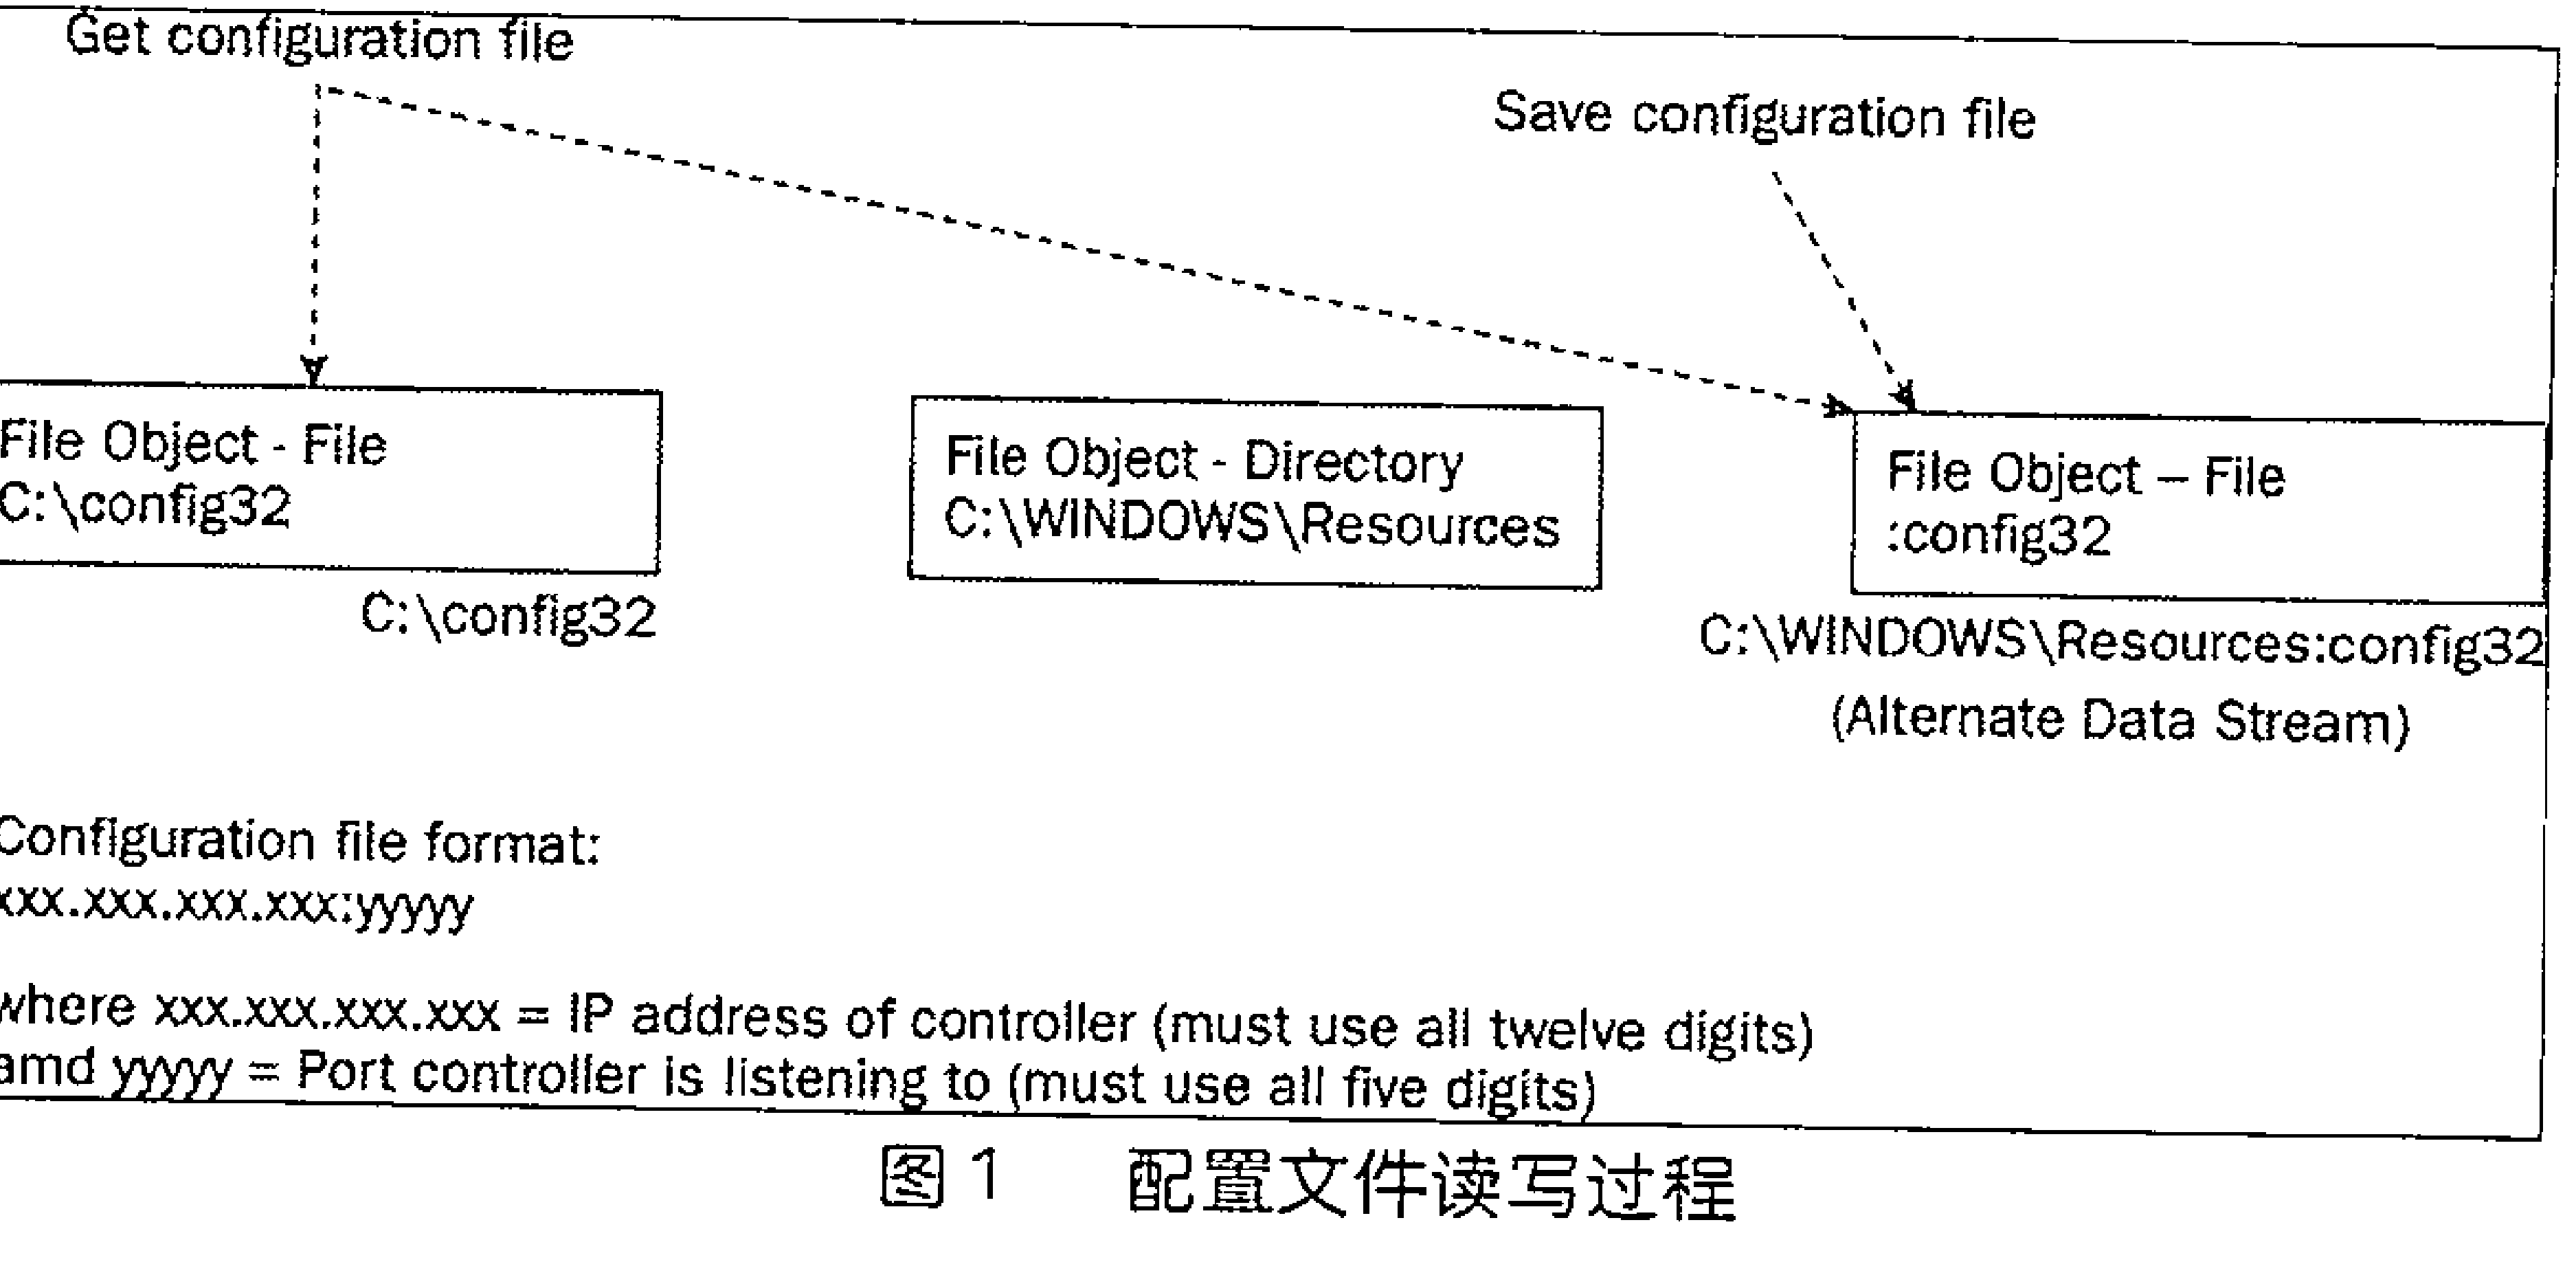 Get configuration file
Save configuration file
File Object - File
C:\config32
File Object - Directory
C:\WINDOWS\Resources
File Object – File
:config32
C:\config32
C:\WINDOWS\Resources:config32
(Alternate Data Stream)
Configuration file format:
xxx.xxx.xxx.xxx:yyyyy
where xxx.xxx.xxx.xxx = IP address of controller (must use all twelve digits)
amd yyyyy = Port controller is listening to (must use all five digits)
图 1 配置文件读写过程